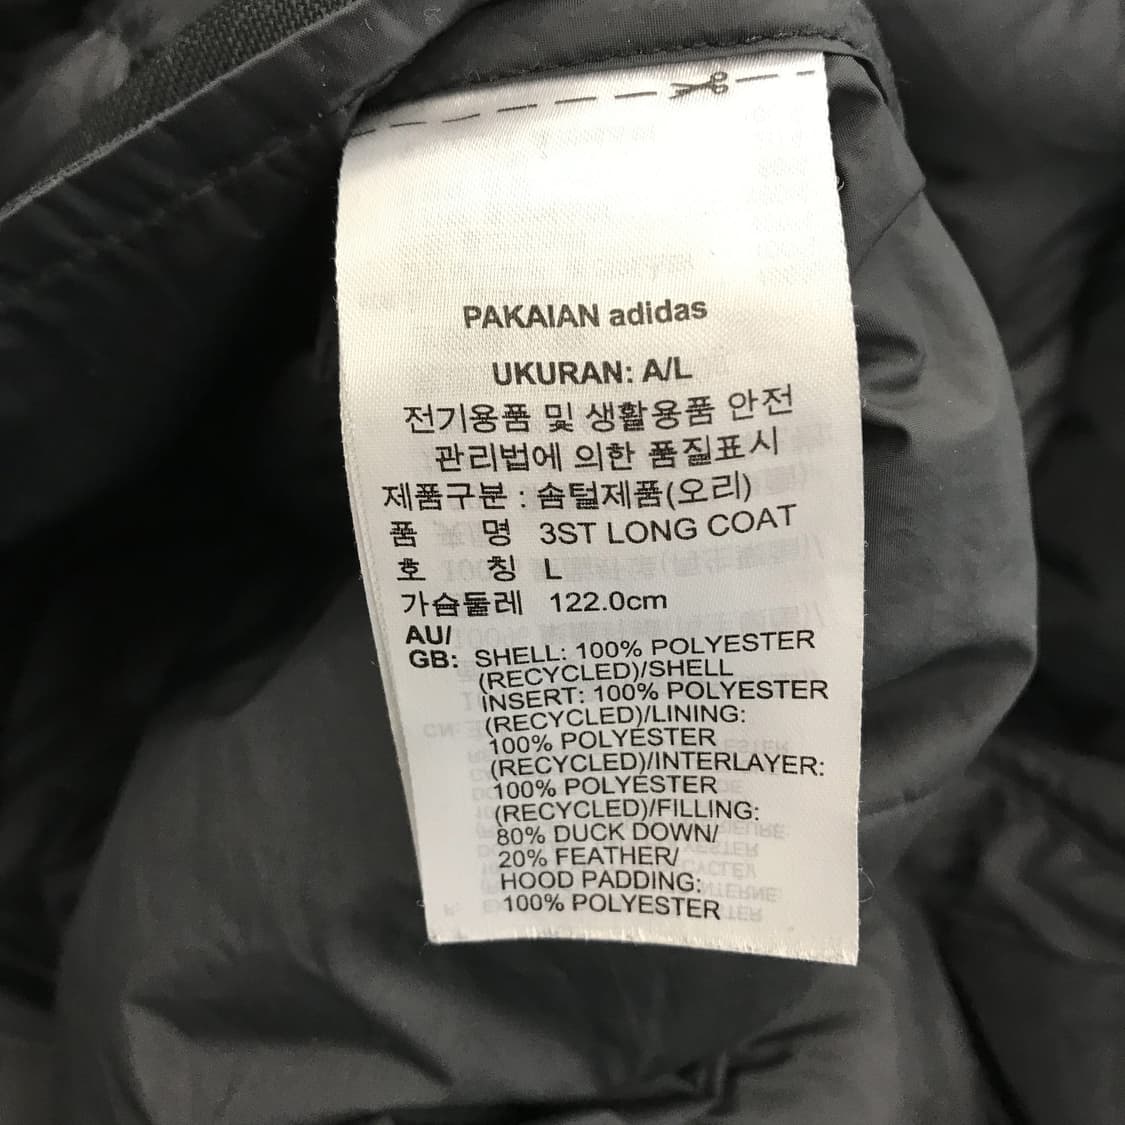 PAKAIAN adidas
UKURAN: A/L
전기용품 및 생활용품 안전
관리법에 의한 품질표시
제품구분 : 솜털제품(오리)
품 명 3ST LONG COAT
호 칭 L
가슴둘레 122.0cm
AU/
GB: SHELL: 100% POLYESTER
(RECYCLED)/SHELL
INSERT: 100% POLYESTER
(RECYCLED)/LINING:
100% POLYESTER
(RECYCLED)/INTERLAYER:
100% POLYESTER
(RECYCLED)/FILLING:
80% DUCK DOWN/
20% FEATHER/
HOOD PADDING:
100% POLYESTER